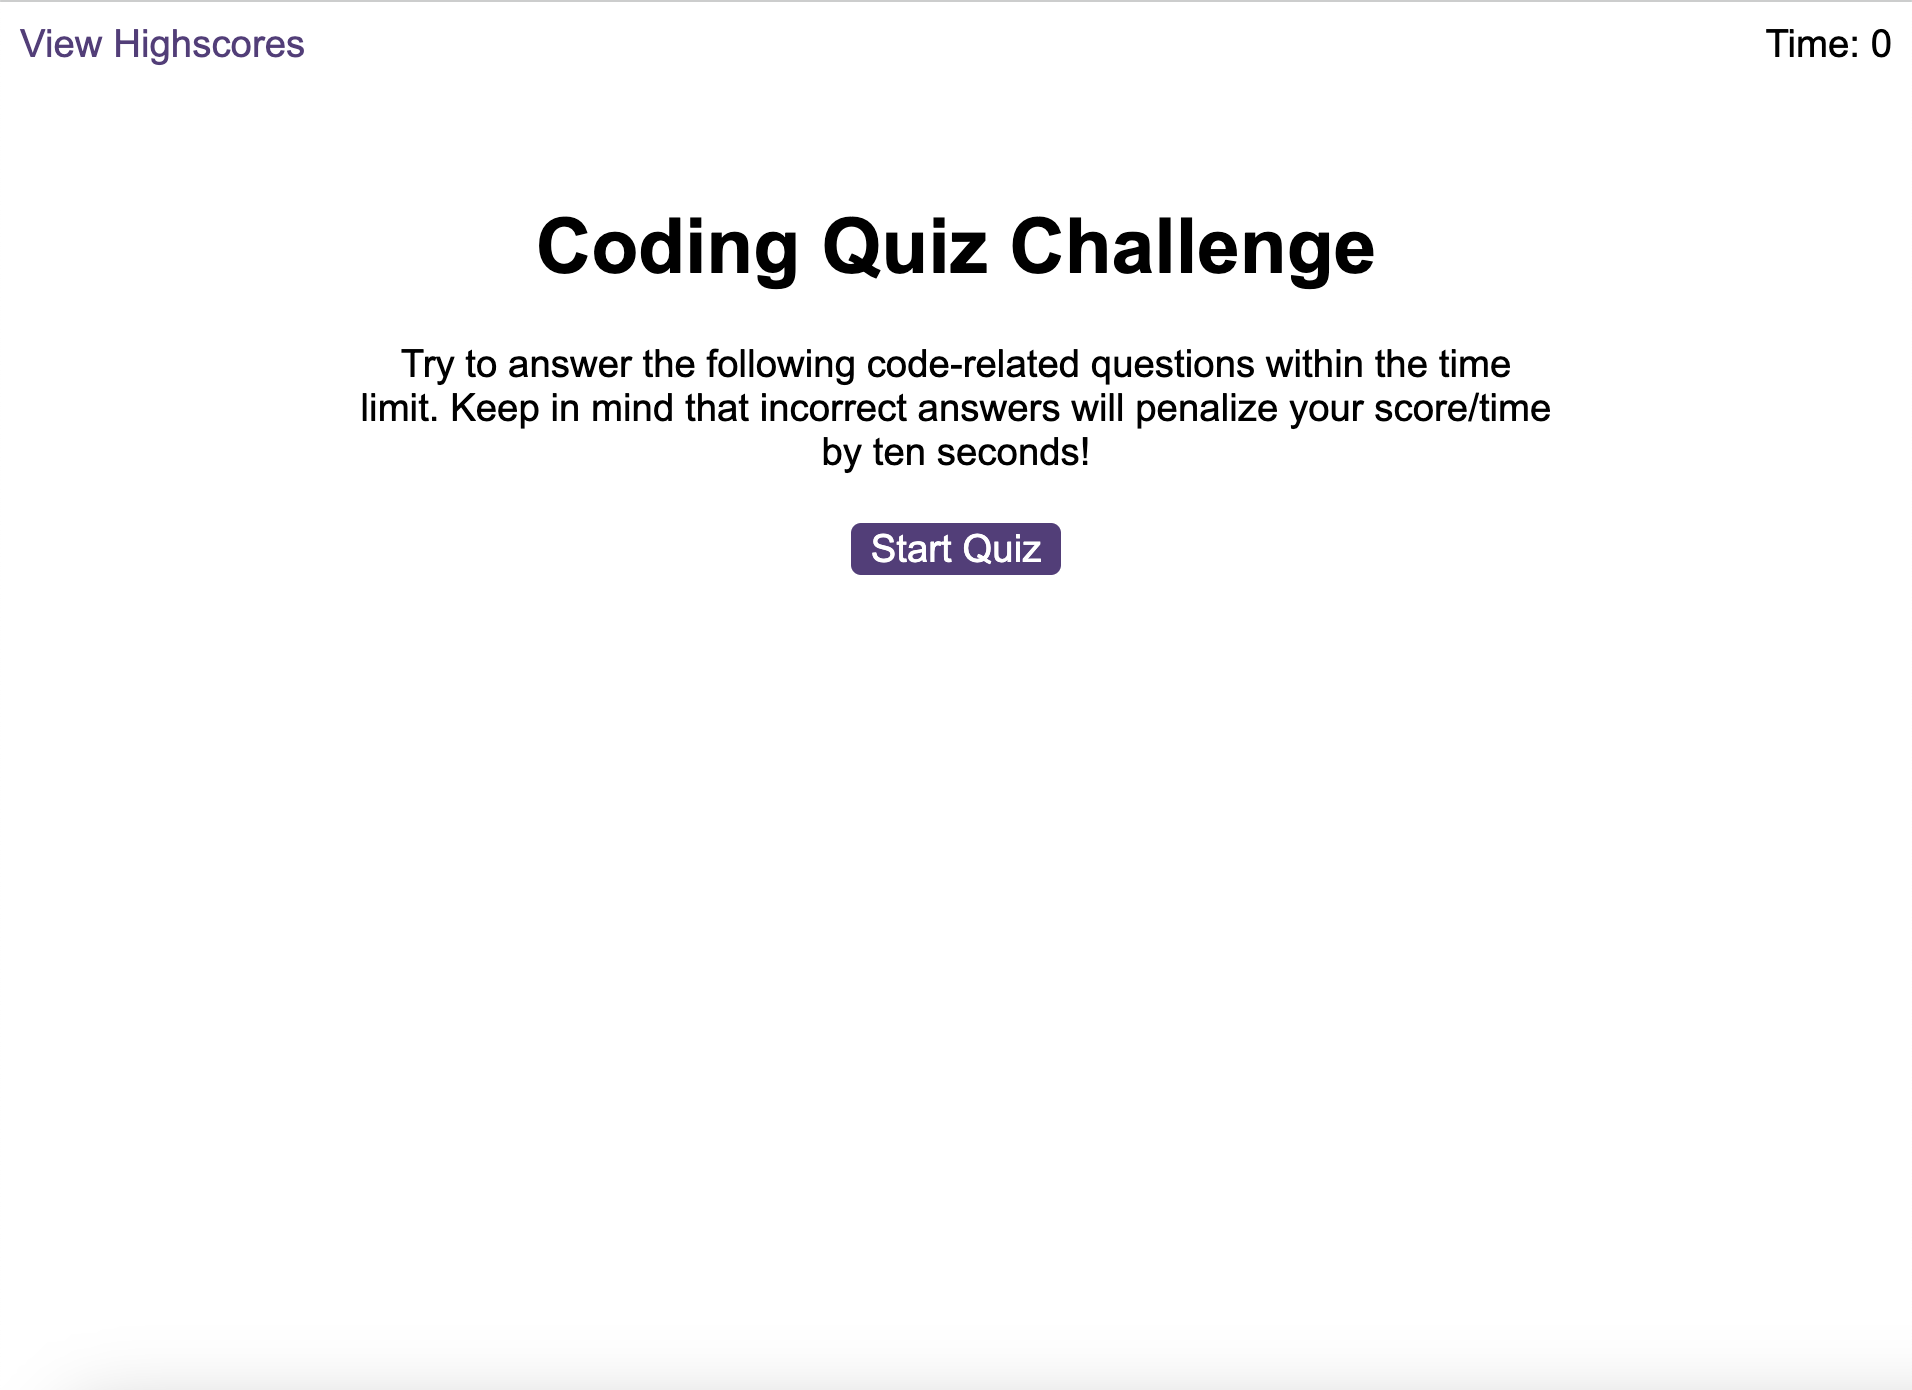 View Highscores
Time: 0
Coding Quiz Challenge
Try to answer the following code-related questions within the time
limit. Keep in mind that incorrect answers will penalize your score/time
by ten seconds!
Start Quiz